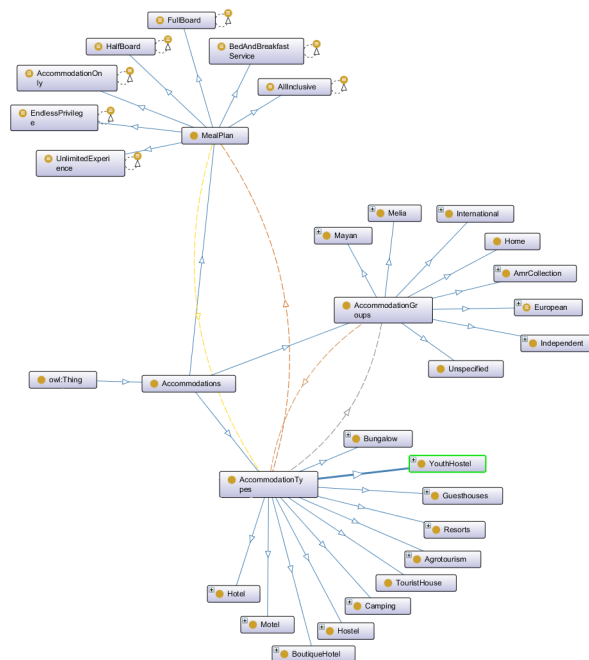 FullBoard
HalfBoard
BedAndBreakfast
Service
AccommodationOn
ly
AllInclusive
EndlessPrivileg
e
MealPlan
UnlimitedExperi
ence
Melia
International
Mayan
Home
AmrCollection
AccommodationGr
oups
European
Independent
Unspecified
owl:Thing
Accommodations
Bungalow
YouthHostel
AccommodationTy
pes
Guesthouses
Resorts
Agrotourism
TouristHouse
Hotel
Camping
Motel
Hostel
BoutiqueHotel